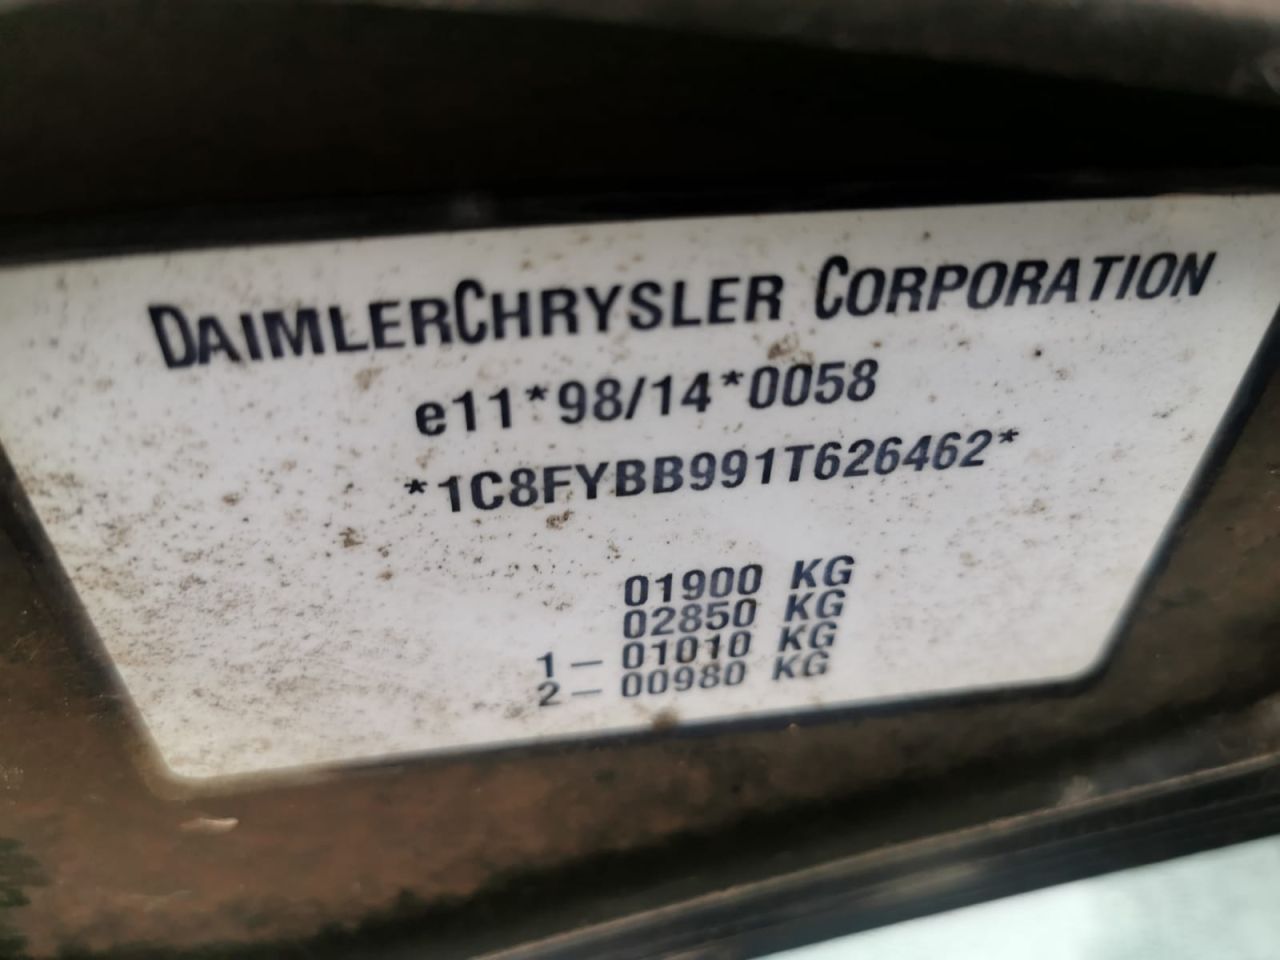 DAIMLERCHRYSLER CORPORATION
e11*98/14*0058
*1C8FYBB991T626462*
01900 KG
02850 KG
1 – 01010 KG
2 – 00980 KG